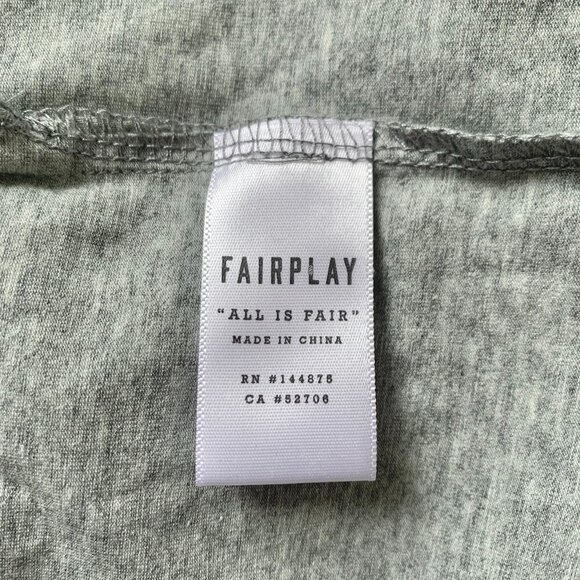 FAIRPLAY
"ALL IS FAIR"
MADE IN CHINA
RN #144875
CA #52706